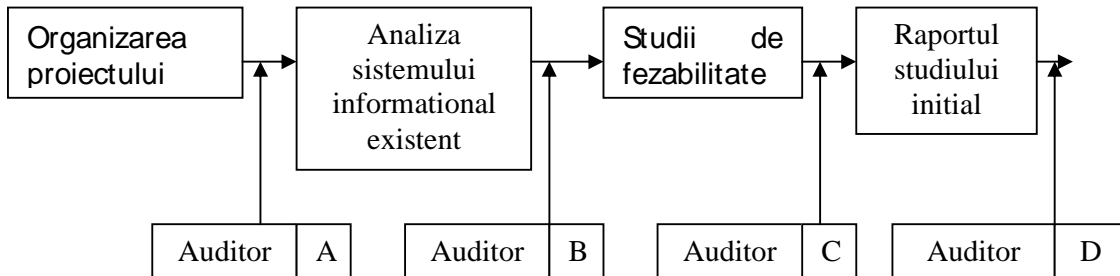 Organizarea
proiectului
Analiza
sistemului
informational
existent
Studii de
fezabilitate
Raportul
studiului
initial
Auditor A
Auditor B
Auditor C
Auditor D